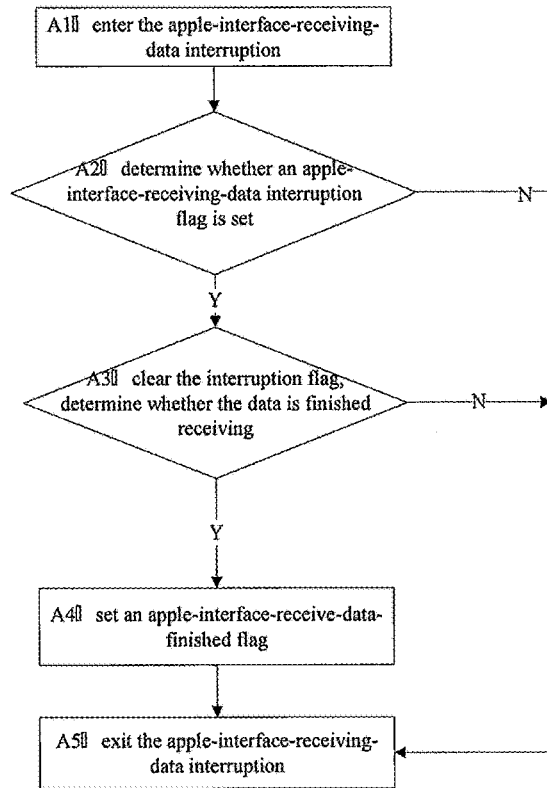 A1▯ enter the apple-interface-receiving-
data interruption
A2▯ determine whether an apple-
interface-receiving-data interruption
flag is set
N
Y
A3▯ clear the interruption flag,
determine whether the data is finished
receiving
N
Y
A4▯ set an apple-interface-receive-data-
finished flag
A5▯ exit the apple-interface-receiving-
data interruption